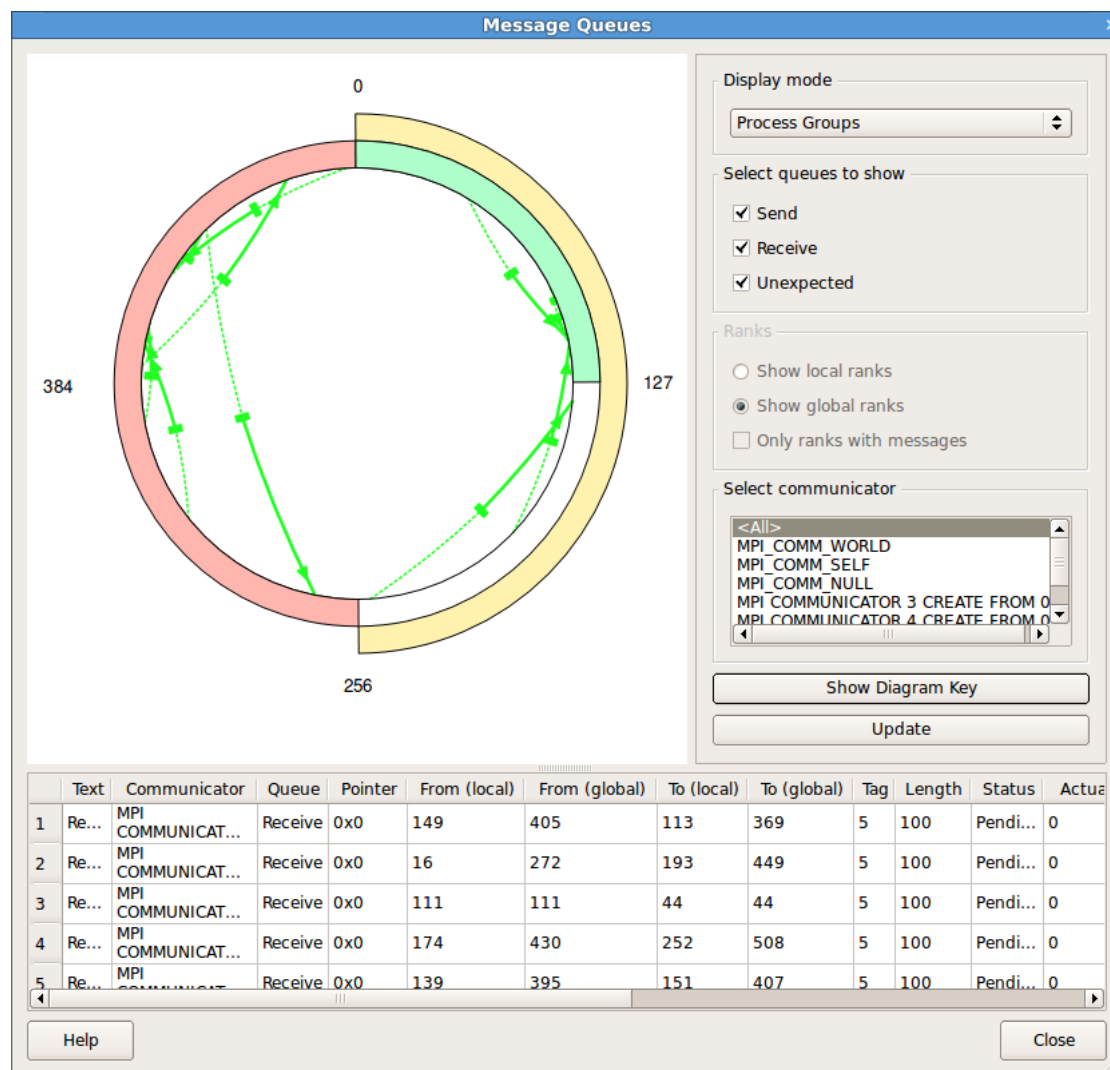 Message Queues
0
127
256
384
Display mode
Process Groups
Select queues to show
Send
Receive
Unexpected
Ranks
Show local ranks
Show global ranks
Only ranks with messages
Select communicator
<All>
MPI_COMM_WORLD
MPI_COMM_SELF
MPI_COMM_NULL
MPI COMMUNICATOR 3 CREATE FROM 0
MPI COMMUNICATOR 4 CREATE FROM 0
Show Diagram Key
Update
Text Communicator Queue Pointer From (local) From (global) To (local) To (global) Tag Length Status Actua
1 Re... MPI COMMUNICAT... Receive 0x0 149 405 113 369 5 100 Pendi... 0
2 Re... MPI COMMUNICAT... Receive 0x0 16 272 193 449 5 100 Pendi... 0
3 Re... MPI COMMUNICAT... Receive 0x0 111 111 44 44 5 100 Pendi... 0
4 Re... MPI COMMUNICAT... Receive 0x0 174 430 252 508 5 100 Pendi... 0
5 Re... MPI COMMUNICAT... Receive 0x0 139 395 151 407 5 100 Pendi... 0
Help
Close